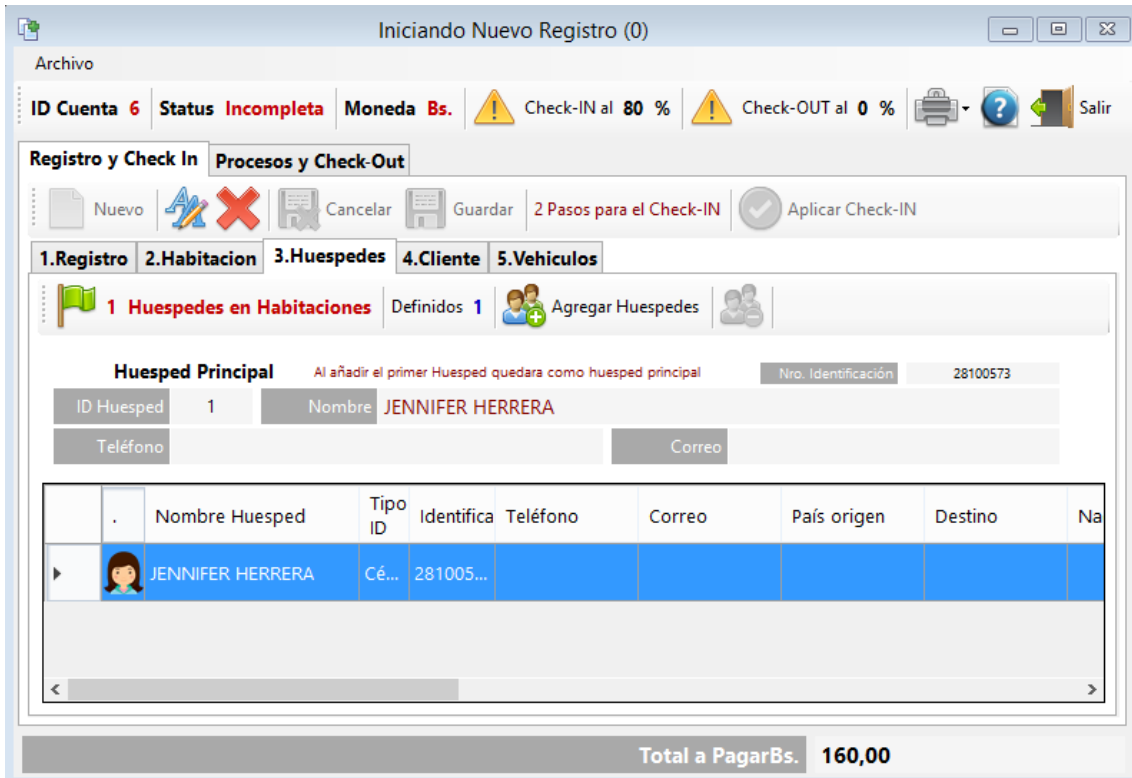 Iniciando Nuevo Registro (0)
Archivo
ID Cuenta 6 Status Incompleta Moneda Bs. Check-IN al 80 % Check-OUT al 0 % Salir
Registro y Check In Procesos y Check-Out
Nuevo Cancelar Guardar 2 Pasos para el Check-IN Aplicar Check-IN
1.Registro 2.Habitacion 3.Huespedes 4.Cliente 5.Vehiculos
1 Huespedes en Habitaciones Definidos 1 Agregar Huespedes
Huesped Principal Al añadir el primer Huesped quedara como huesped principal Nro. Identificación 28100573
ID Huesped 1 Nombre JENNIFER HERRERA
Teléfono Correo
. Nombre Huesped Tipo ID Identifica Teléfono Correo País origen Destino Na
JENNIFER HERRERA Cé... 281005...
Total a PagarBs. 160,00